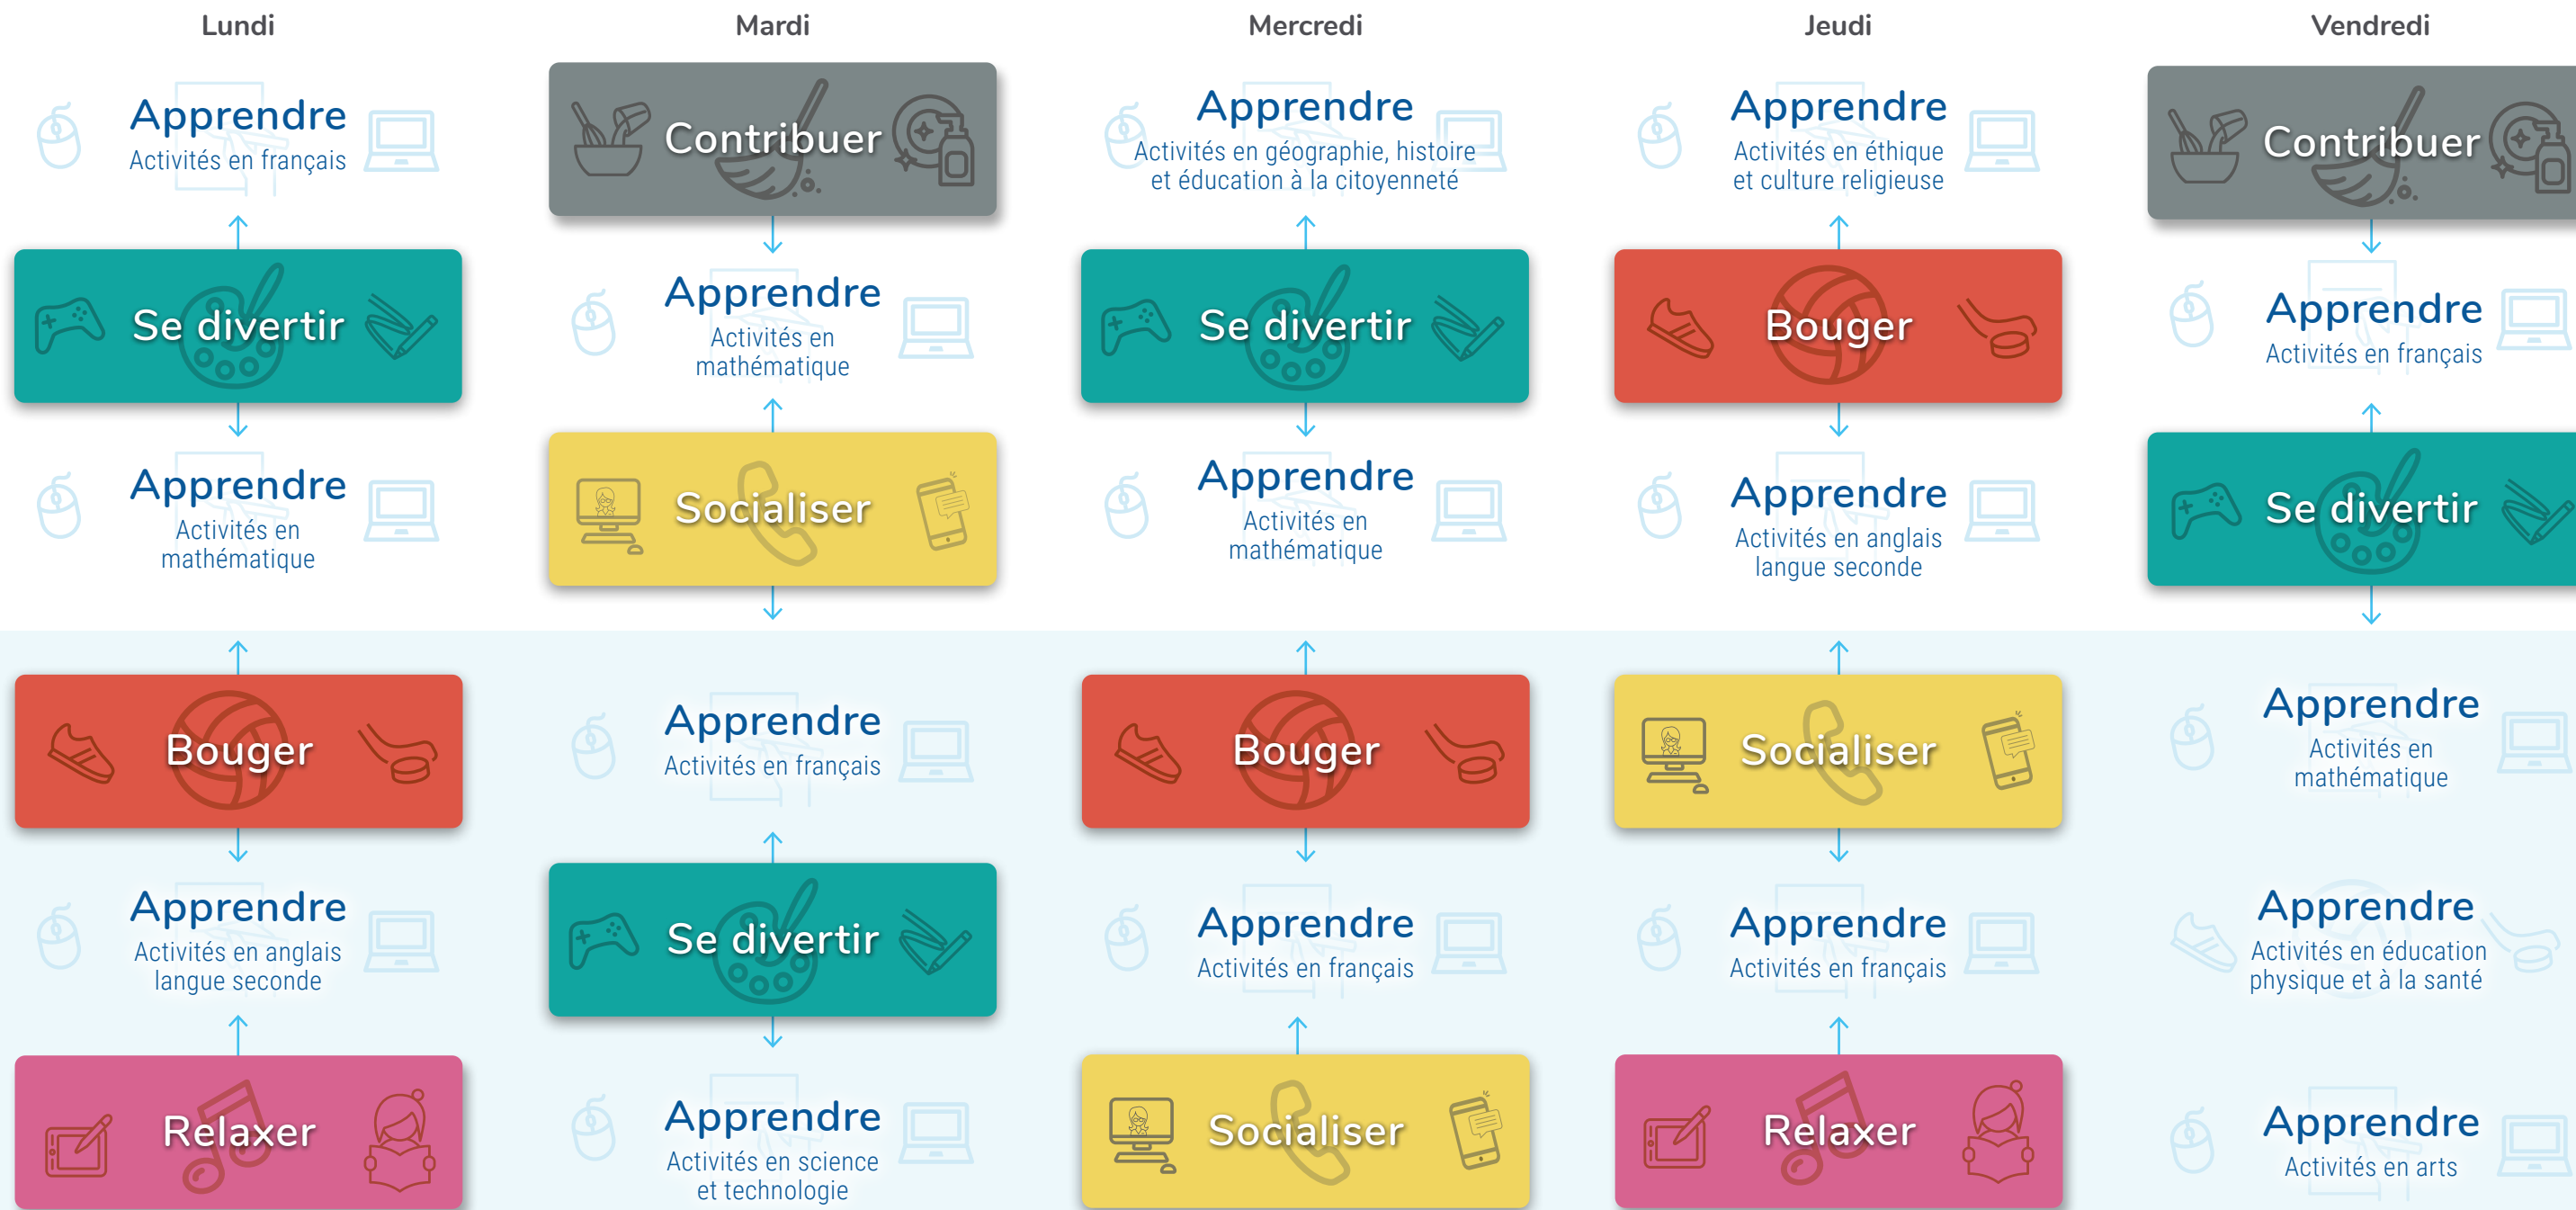 Lundi
Mardi
Mercredi
Jeudi
Vendredi
Apprendre
Activités en français
Contribuer
Apprendre
Activités en géographie, histoire
et éducation à la citoyenneté
Apprendre
Activités en éthique
et culture religieuse
Contribuer
Se divertir
Apprendre
Activités en
mathématique
Se divertir
Bouger
Apprendre
Activités en français
Apprendre
Activités en
mathématique
Socialiser
Apprendre
Activités en
mathématique
Apprendre
Activités en anglais
langue seconde
Se divertir
Bouger
Apprendre
Activités en français
Bouger
Socialiser
Apprendre
Activités en
mathématique
Apprendre
Activités en anglais
langue seconde
Se divertir
Apprendre
Activités en français
Apprendre
Activités en français
Apprendre
Activités en éducation
physique et à la santé
Relaxer
Apprendre
Activités en science
et technologie
Socialiser
Relaxer
Apprendre
Activités en arts